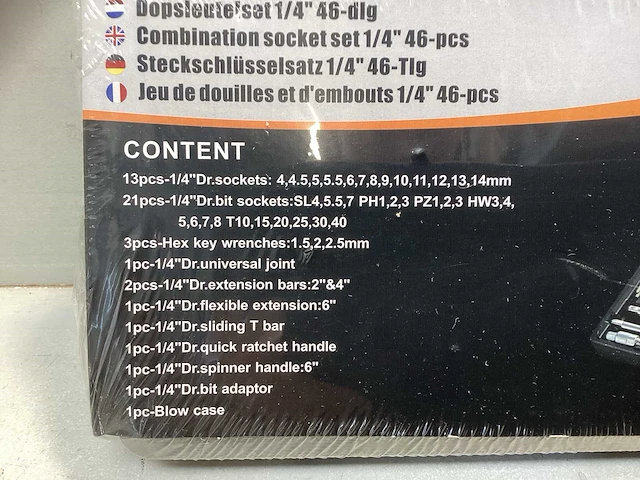 Dopsleutelset 1/4" 46-dlg
Combination socket set 1/4" 46-pcs
Steckschlüsselsatz 1/4" 46-Tlg
Jeu de douilles et d'embouts 1/4" 46-pcs
CONTENT
13pcs-1/4"Dr.sockets: 4,4.5,5,5.5,6,7,8,9,10,11,12,13,14mm
21pcs-1/4"Dr.bit sockets:SL4,5.5,7 PH1,2,3 PZ1,2,3 HW3,4,
5,6,7,8 T10,15,20,25,30,40
3pcs-Hex key wrenches:1.5,2,2.5mm
1pc-1/4"Dr.universal joint
2pcs-1/4"Dr.extension bars:2"&4"
1pc-1/4"Dr.flexible extension:6"
1pc-1/4"Dr.sliding T bar
1pc-1/4"Dr.quick ratchet handle
1pc-1/4"Dr.spinner handle:6"
1pc-1/4"Dr.bit adaptor
1pc-Blow case